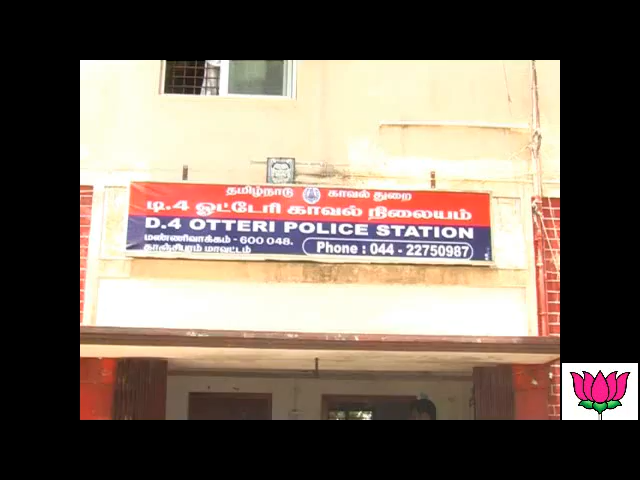 தமிழ்நாடு காவல் துறை
டி.4 ஓட்டேரி காவல் நிலையம்
D.4 OTTERI POLICE STATION
மண்ணிவாக்கம் - 600 048.
காஞ்சிபுரம் மாவட்டம்
Phone : 044 - 22750987